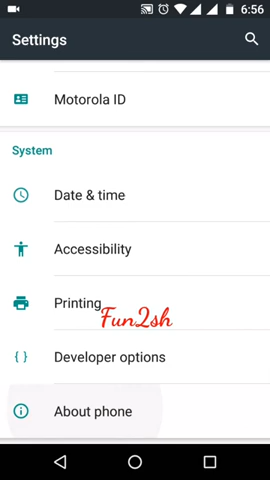 6:56
Settings
Motorola ID
System
Date & time
Accessibility
Printing
Fun2sh
Developer options
About phone